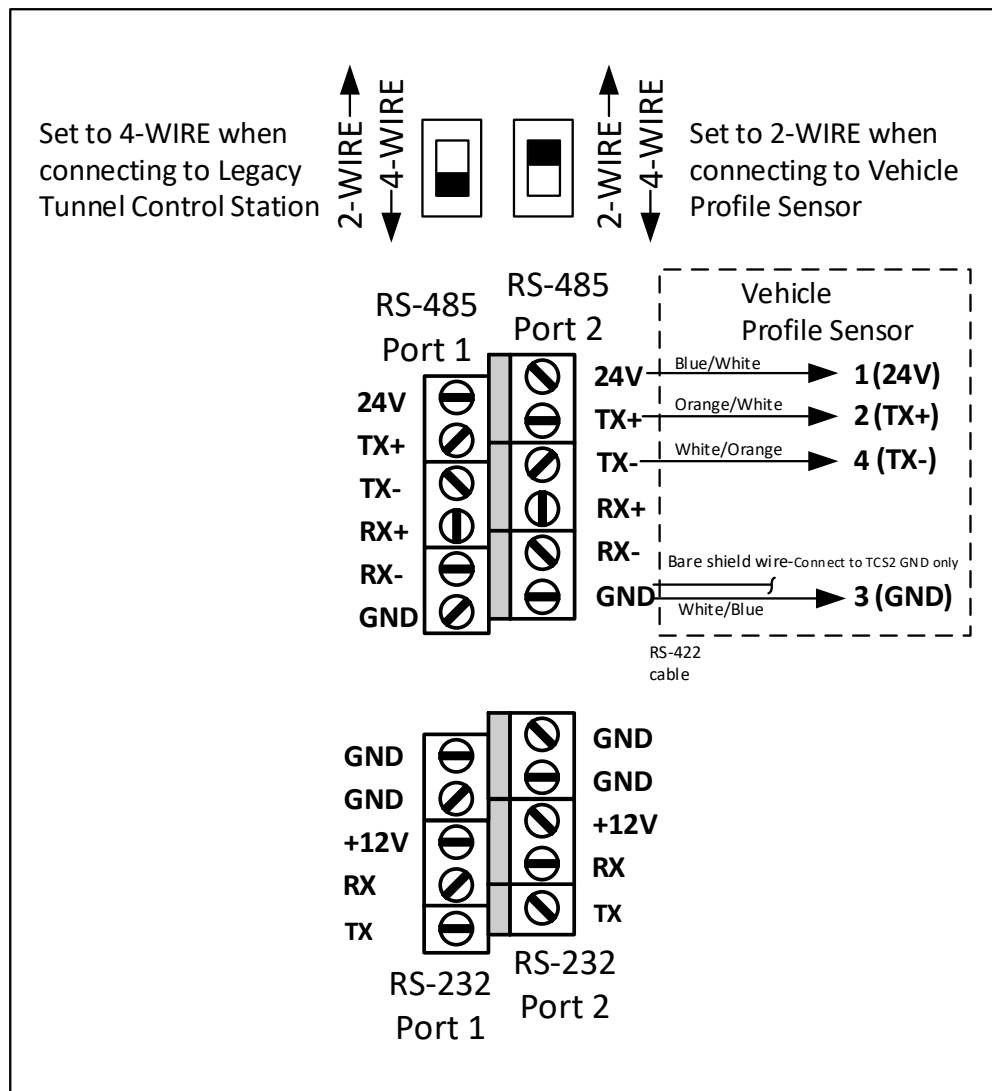 Set to 4-WIRE when
connecting to Legacy
Tunnel Control Station
2-WIRE
4-WIRE
2-WIRE
4-WIRE
Set to 2-WIRE when
connecting to Vehicle
Profile Sensor
RS-485
Port 1
RS-485
Port 2
24V
TX+
TX-
RX+
RX-
GND
24V
TX+
TX-
RX+
RX-
GND
Vehicle
Profile Sensor
Blue/White
1 (24V)
Orange/White
2 (TX+)
White/Orange
4 (TX-)
Bare shield wire-Connect to TCS2 GND only
White/Blue
3 (GND)
RS-422
cable
GND
GND
+12V
RX
TX
GND
GND
+12V
RX
TX
RS-232
Port 1
RS-232
Port 2